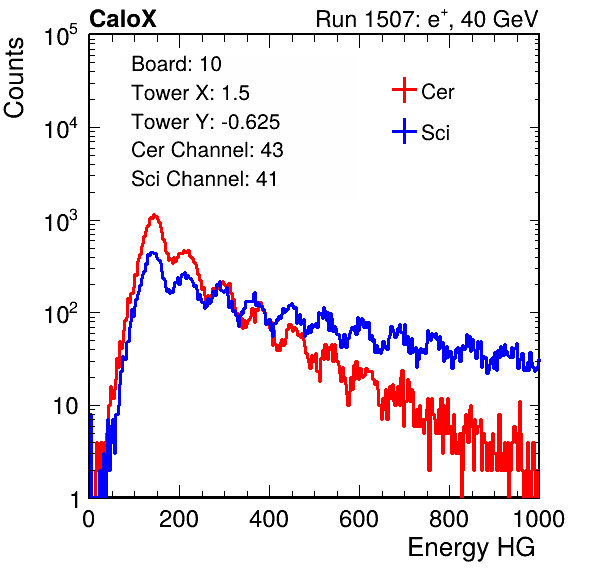 CaloX Run 1507: e⁺, 40 GeV
Board: 10
Tower X: 1.5
Tower Y: -0.625
Cer Channel: 43
Sci Channel: 41
Cer
Sci
Counts
10⁵
10⁴
10³
10²
10
1
0 200 400 600 800 1000
Energy HG